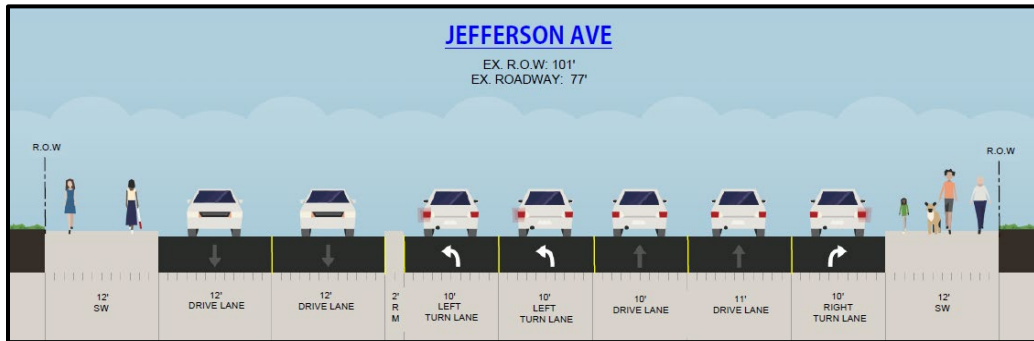 JEFFERSON AVE
EX. R.O.W: 101'
EX. ROADWAY: 77'
R.O.W
R.O.W
12'
SW
12'
DRIVE LANE
12'
DRIVE LANE
2'
R
M
10'
LEFT
TURN LANE
10'
LEFT
TURN LANE
10'
DRIVE LANE
11'
DRIVE LANE
10'
RIGHT
TURN LANE
12'
SW